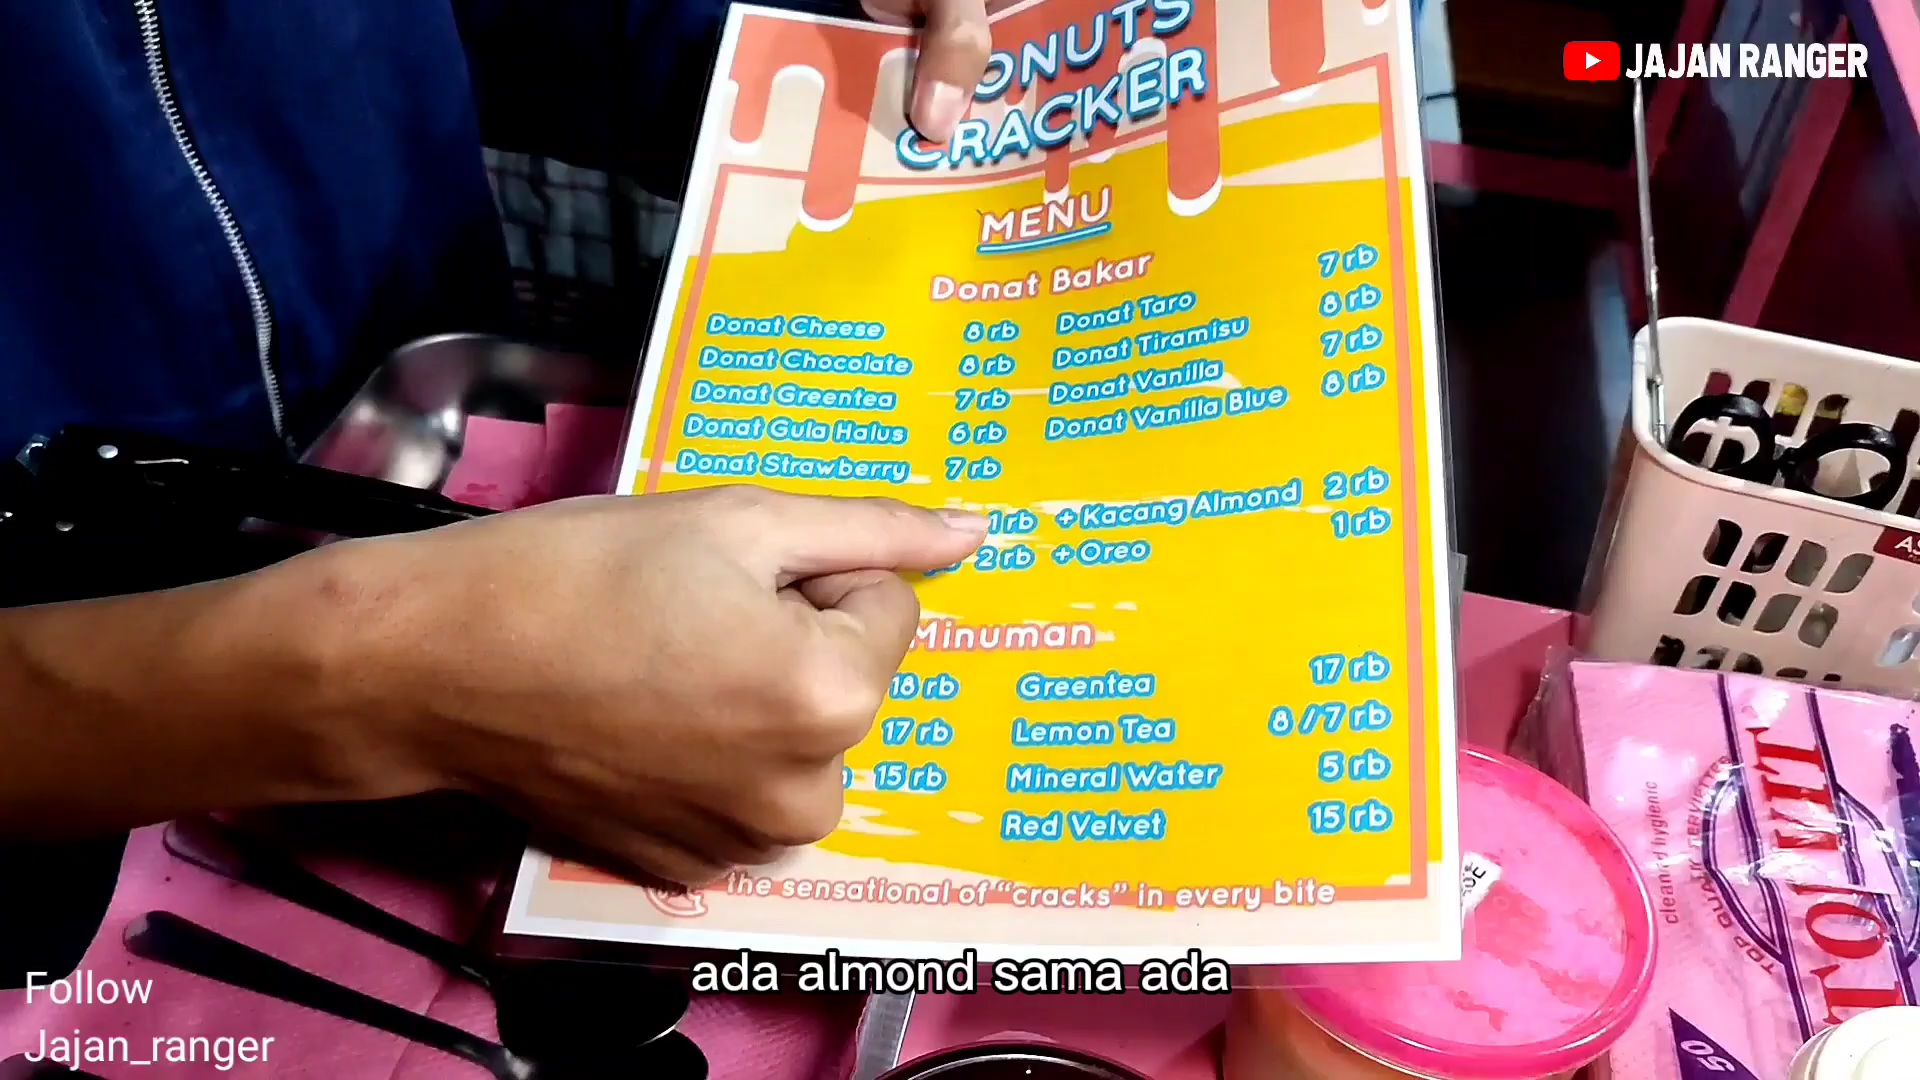 JAJAN RANGER
CRACKER
MENU
Donat Bakar
Donat Cheese 8 rb
Donat Chocolate 8 rb
Donat Greentea 7 rb
Donat Gula Halus 6 rb
Donat Strawberry 7 rb
Donat Taro 7 rb
Donat Tiramisu 8 rb
Donat Vanilla 7 rb
Donat Vanilla Blue 8 rb
1 rb
2 rb
+ Kacang Almond 2 rb
+ Oreo 1 rb
Minuman
18 rb
17 rb
15 rb
Greentea 17 rb
Lemon Tea 8 / 7 rb
Mineral Water 5 rb
Red Velvet 15 rb
the sensational of “cracks” in every bite
clean hygienic
50
ada almond sama ada
Follow
Jajan_ranger